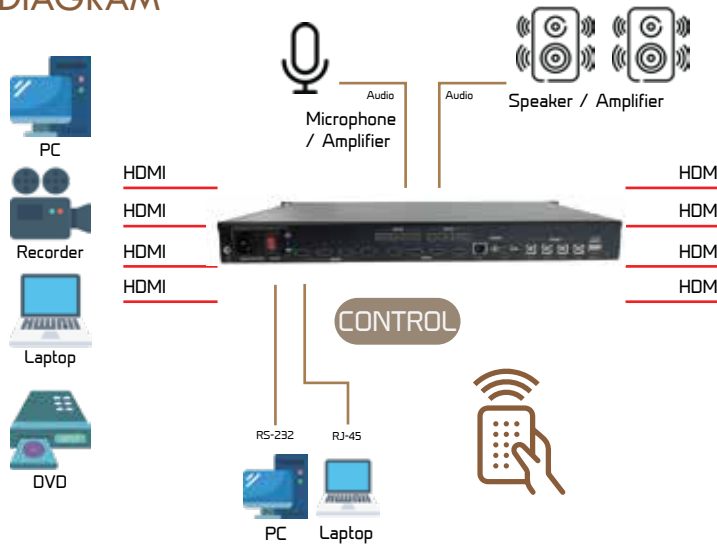 DIAGRAM
Audio
Audio
Microphone
/ Amplifier
Speaker / Amplifier
PC
Recorder
Laptop
DVD
HDMI
HDMI
HDMI
HDMI
HDM
HDM
HDM
HDM
CONTROL
RS-232
RJ-45
PC
Laptop